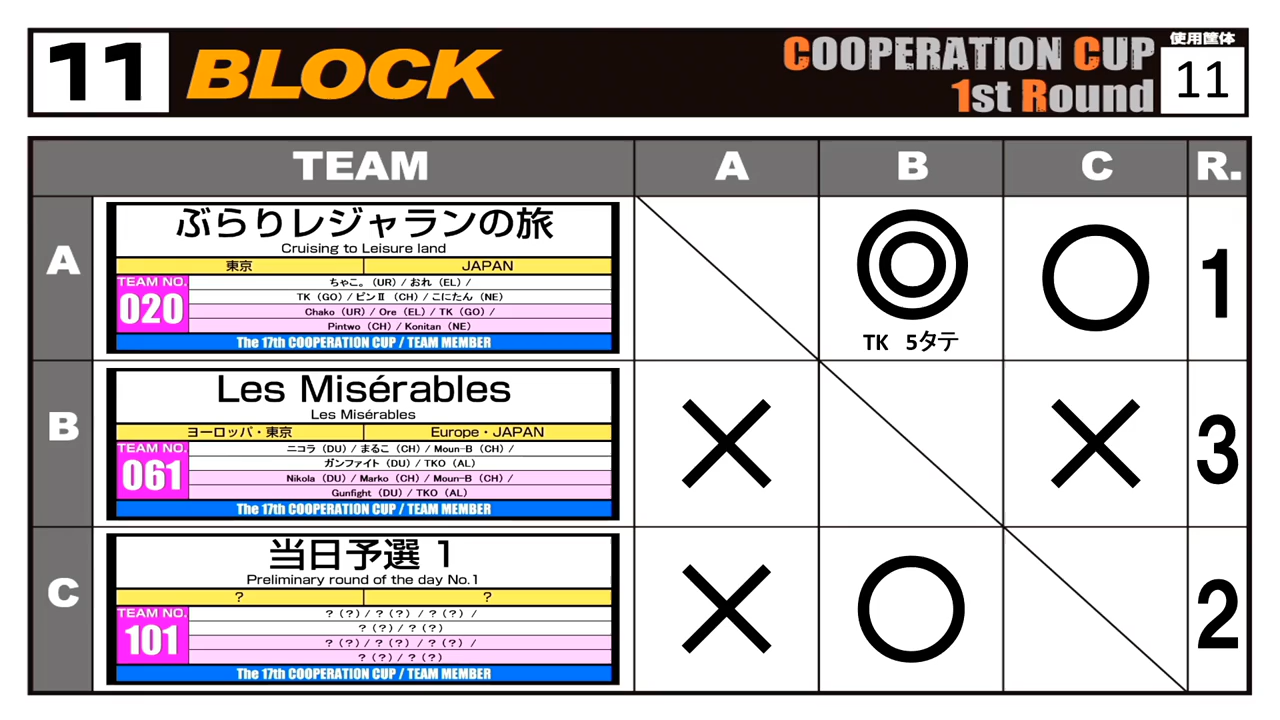 11 BLOCK
COOPERATION CUP
1st Round
使用筐体
11
TEAM A B C R.
A
ぶらりレジャランの旅
Cruising to Leisure land
東京 JAPAN
TEAM NO.
020
ちゃこ。(UR) / おれ (EL) /
TK (GO) / ピンⅡ (CH) / こにたん (NE)
Chako (UR) / Ore (EL) / TK (GO) /
Pintwo (CH) / Konitan (NE)
The 17th COOPERATION CUP / TEAM MEMBER
TK 5タテ
1
B
Les Misérables
Les Misérables
ヨーロッパ・東京 Europe・JAPAN
TEAM NO.
061
ニコラ (DU) / まるこ (CH) / Moun-B (CH) /
ガンファイト (DU) / TKO (AL)
Nikola (DU) / Marko (CH) / Moun-B (CH) /
Gunfight (DU) / TKO (AL)
The 17th COOPERATION CUP / TEAM MEMBER
3
C
当日予選 1
Preliminary round of the day No.1
? ?
TEAM NO.
101
? (?) / ? (?) / ? (?) /
? (?) / ? (?)
? (?) / ? (?) / ? (?) /
? (?) / ? (?)
The 17th COOPERATION CUP / TEAM MEMBER
2